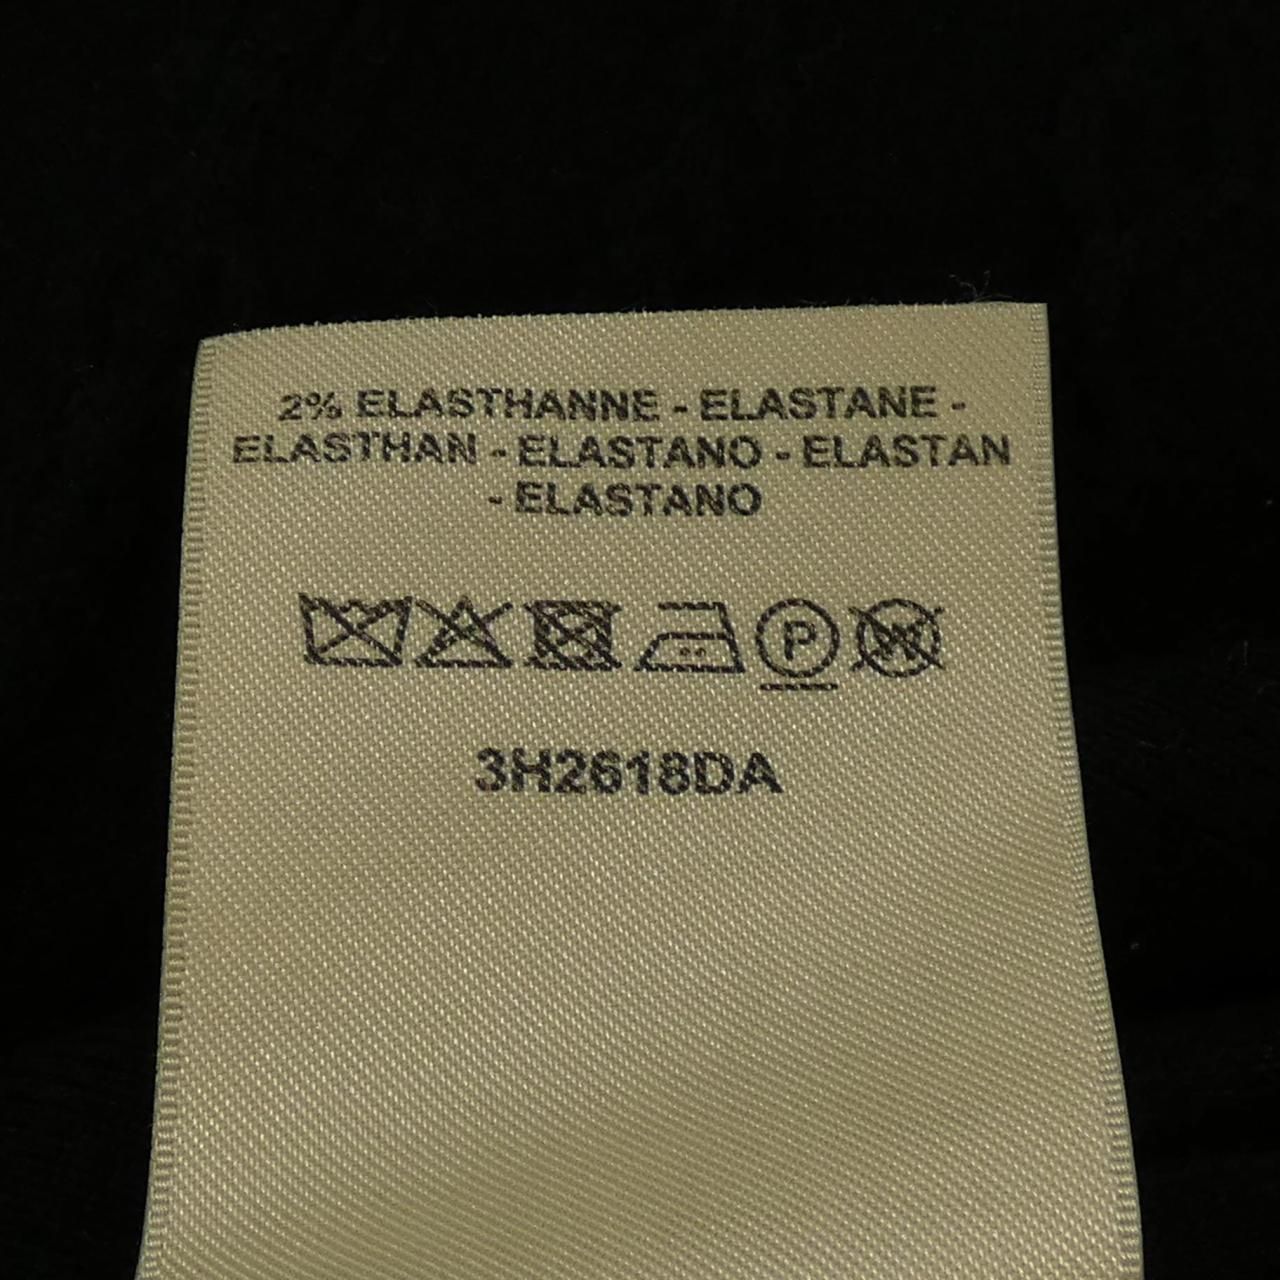 2% ELASTHANNE - ELASTANE -
ELASTHAN - ELASTANO - ELASTAN
- ELASTANO
P
W
3H2618DA